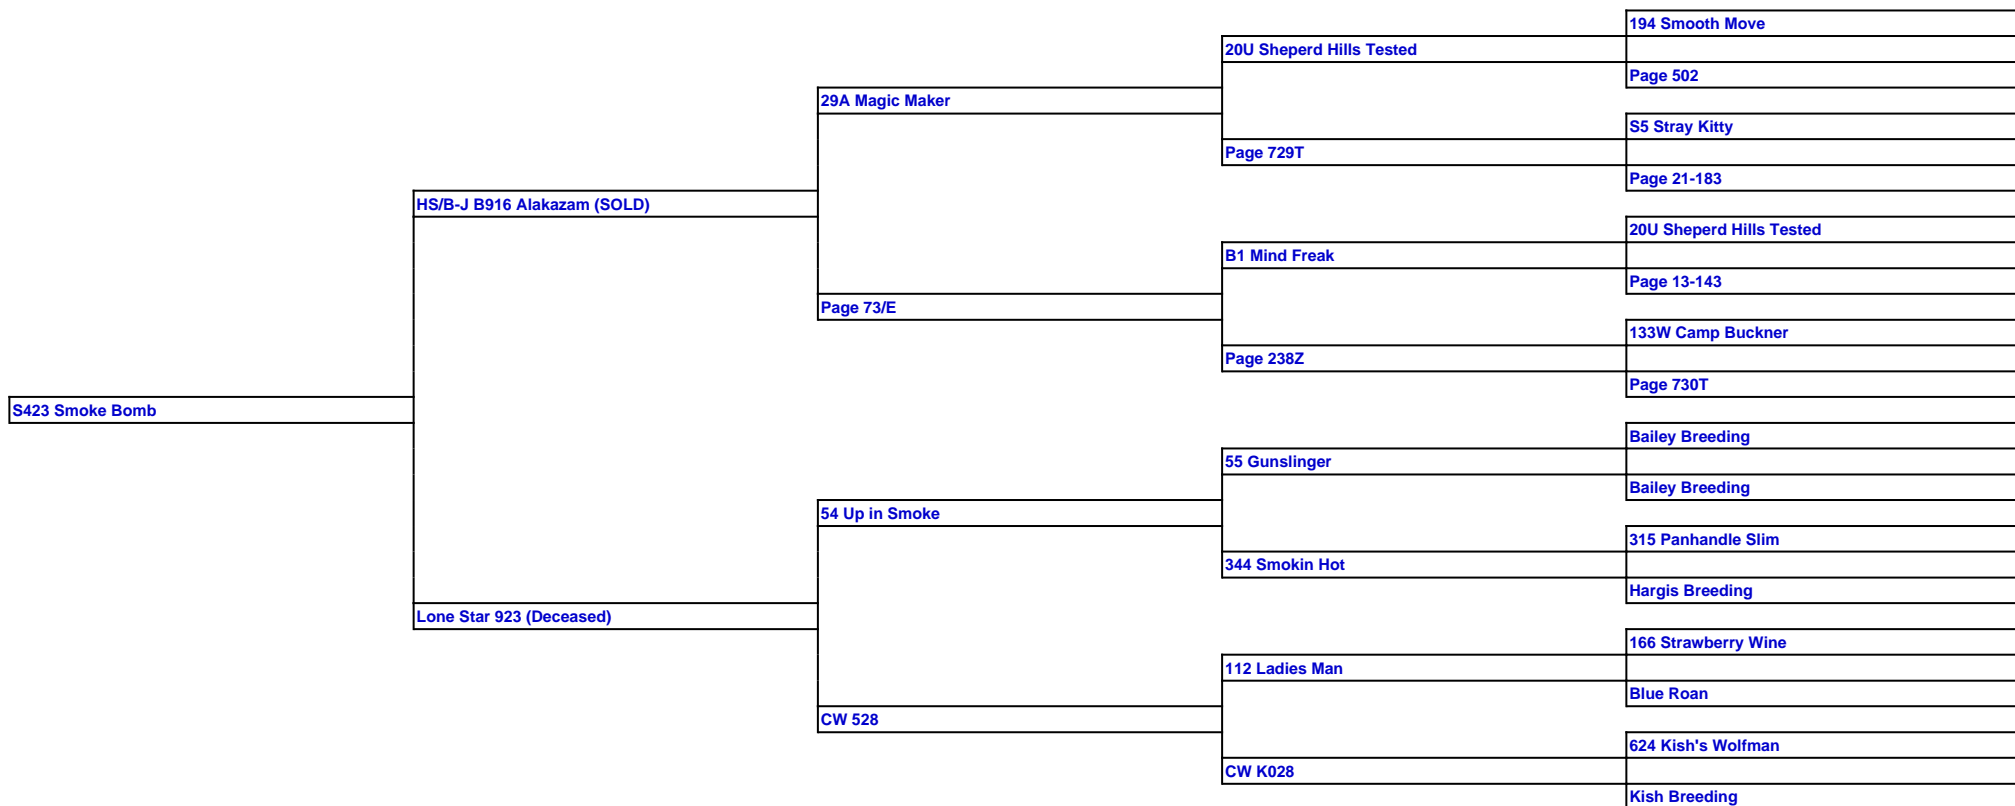 194 Smooth Move
20U Sheperd Hills Tested
Page 502
29A Magic Maker
S5 Stray Kitty
Page 729T
Page 21-183
HS/B-J B916 Alakazam (SOLD)
20U Sheperd Hills Tested
B1 Mind Freak
Page 13-143
Page 73/E
133W Camp Buckner
Page 238Z
Page 730T
S423 Smoke Bomb
Bailey Breeding
55 Gunslinger
Bailey Breeding
54 Up in Smoke
315 Panhandle Slim
344 Smokin Hot
Hargis Breeding
Lone Star 923 (Deceased)
166 Strawberry Wine
112 Ladies Man
Blue Roan
CW 528
624 Kish's Wolfman
CW K028
Kish Breeding